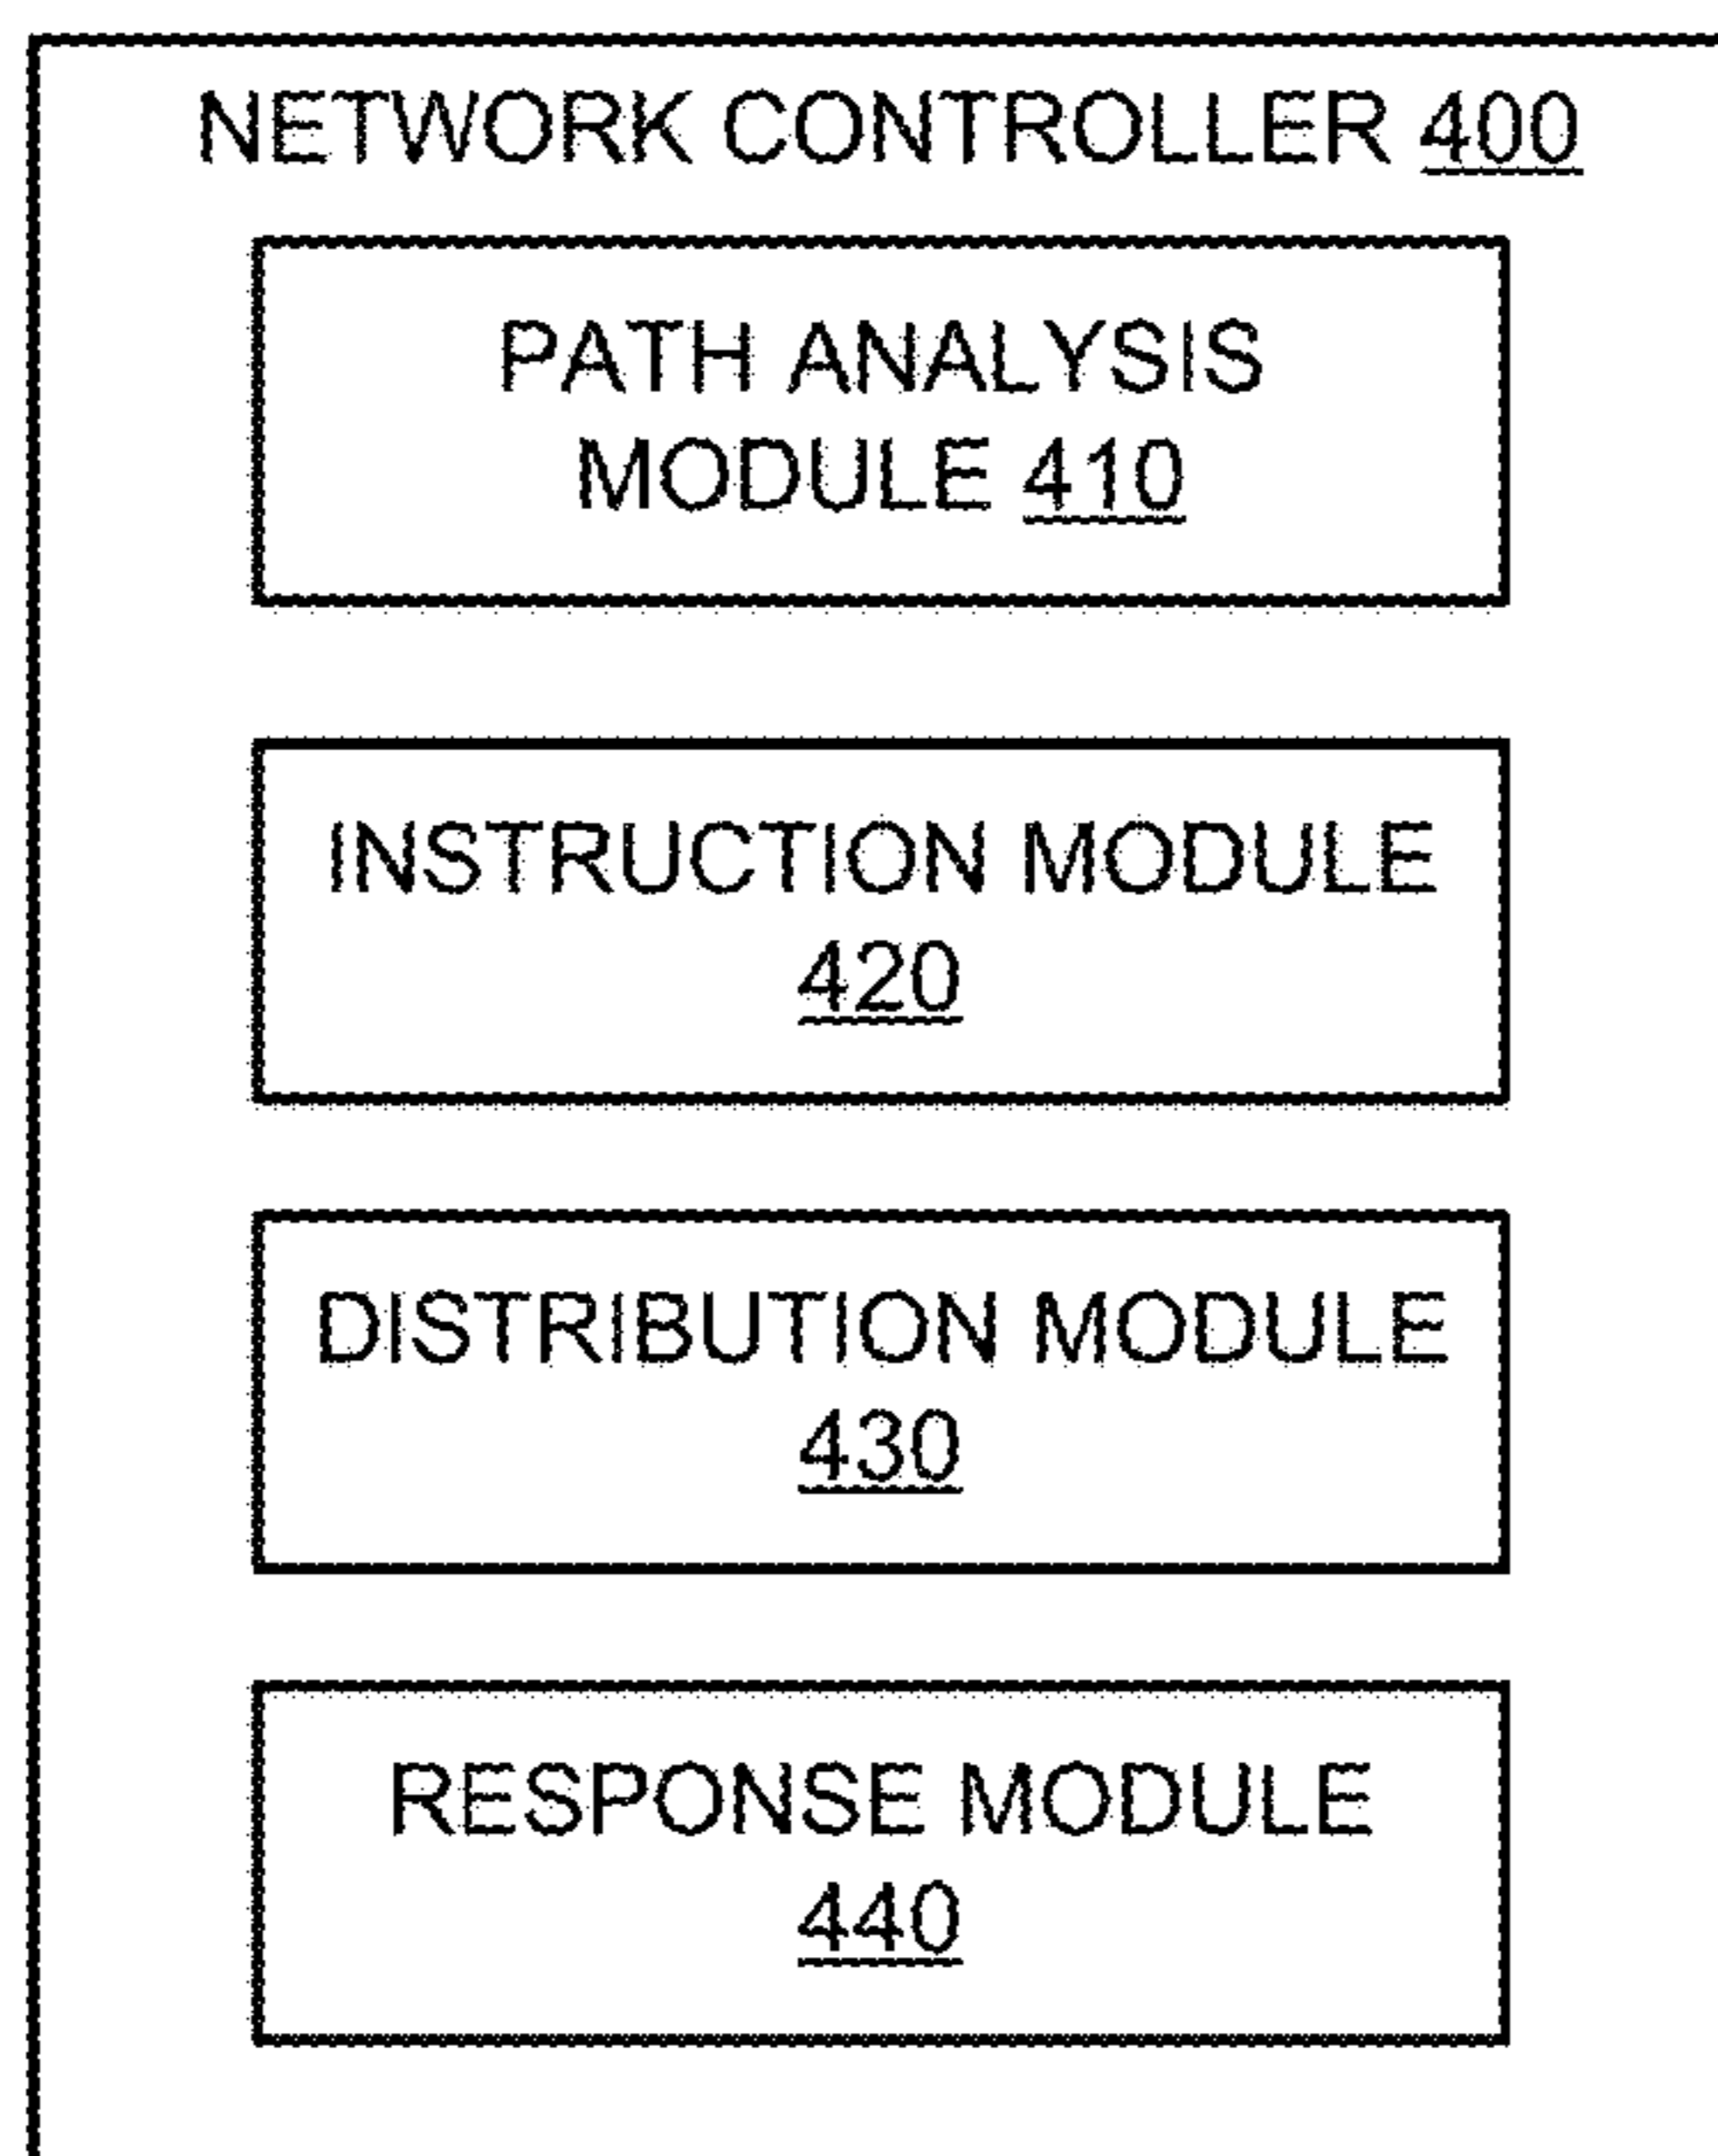 NETWORK CONTROLLER 400
PATH ANALYSIS
MODULE 410
INSTRUCTION MODULE
420
DISTRIBUTION MODULE
430
RESPONSE MODULE
440